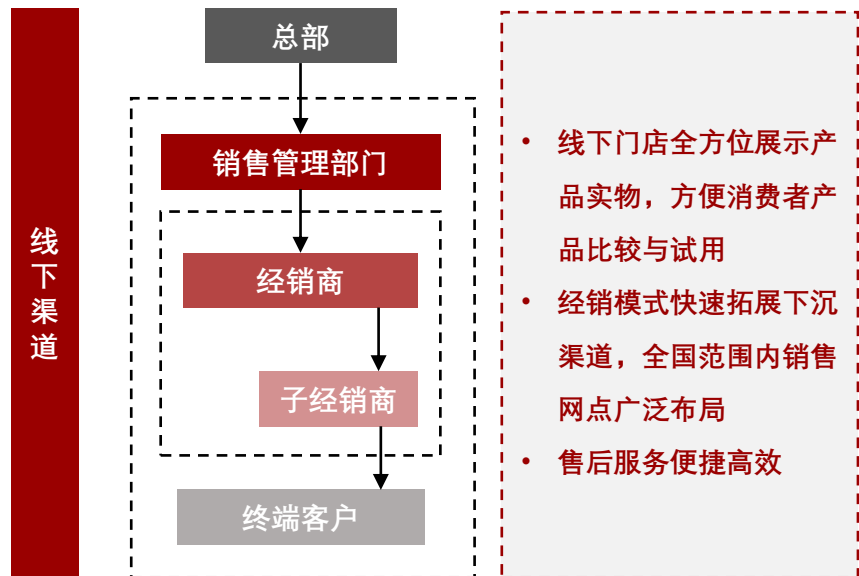 线下渠道
总部
销售管理部门
经销商
子经销商
终端客户
• 线下门店全方位展示产
品实物，方便消费者产
品比较与试用
• 经销模式快速拓展下沉
渠道，全国范围内销售
网点广泛布局
• 售后服务便捷高效